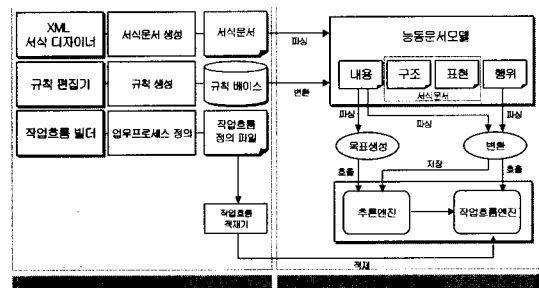 XML
서식 디자이너
서식문서 생성
서식문서
파싱
능동문서모델
내용
구조
표현
행위
서식문서
규칙 편집기
규칙 생성
규칙 베이스
변환
작업흐름 빌더
업무프로세스 정의
작업흐름
정의 파일
파싱
파싱
파싱
목표생성
변환
호출
저장
호출
추론엔진
작업흐름엔진
작업흐름
적재기
적재